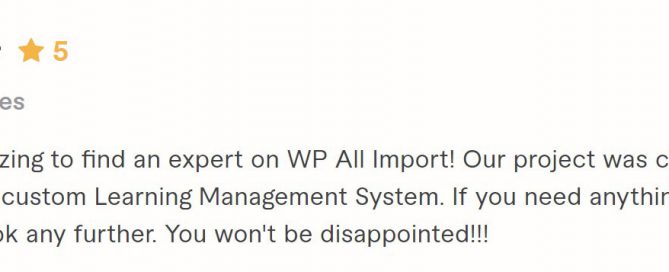 5
es
zing to find an expert on WP All Import! Our project was c
custom Learning Management System. If you need anythin
ok any further. You won't be disappointed!!!